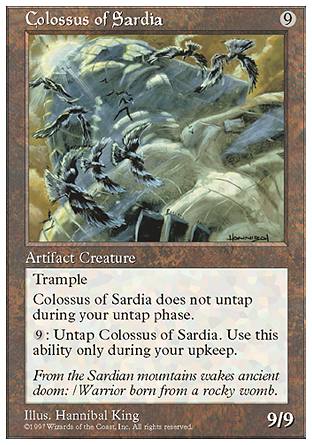 Colossus of Sardia 9
Artifact Creature
Trample
Colossus of Sardia does not untap
during your untap phase.
9: Untap Colossus of Sardia. Use this
ability only during your upkeep.
From the Sardian mountains wakes ancient
doom: /Warrior born from a rocky womb.
Illus. Hannibal King
©1997 Wizards of the Coast, Inc. All rights reserved.
9/9